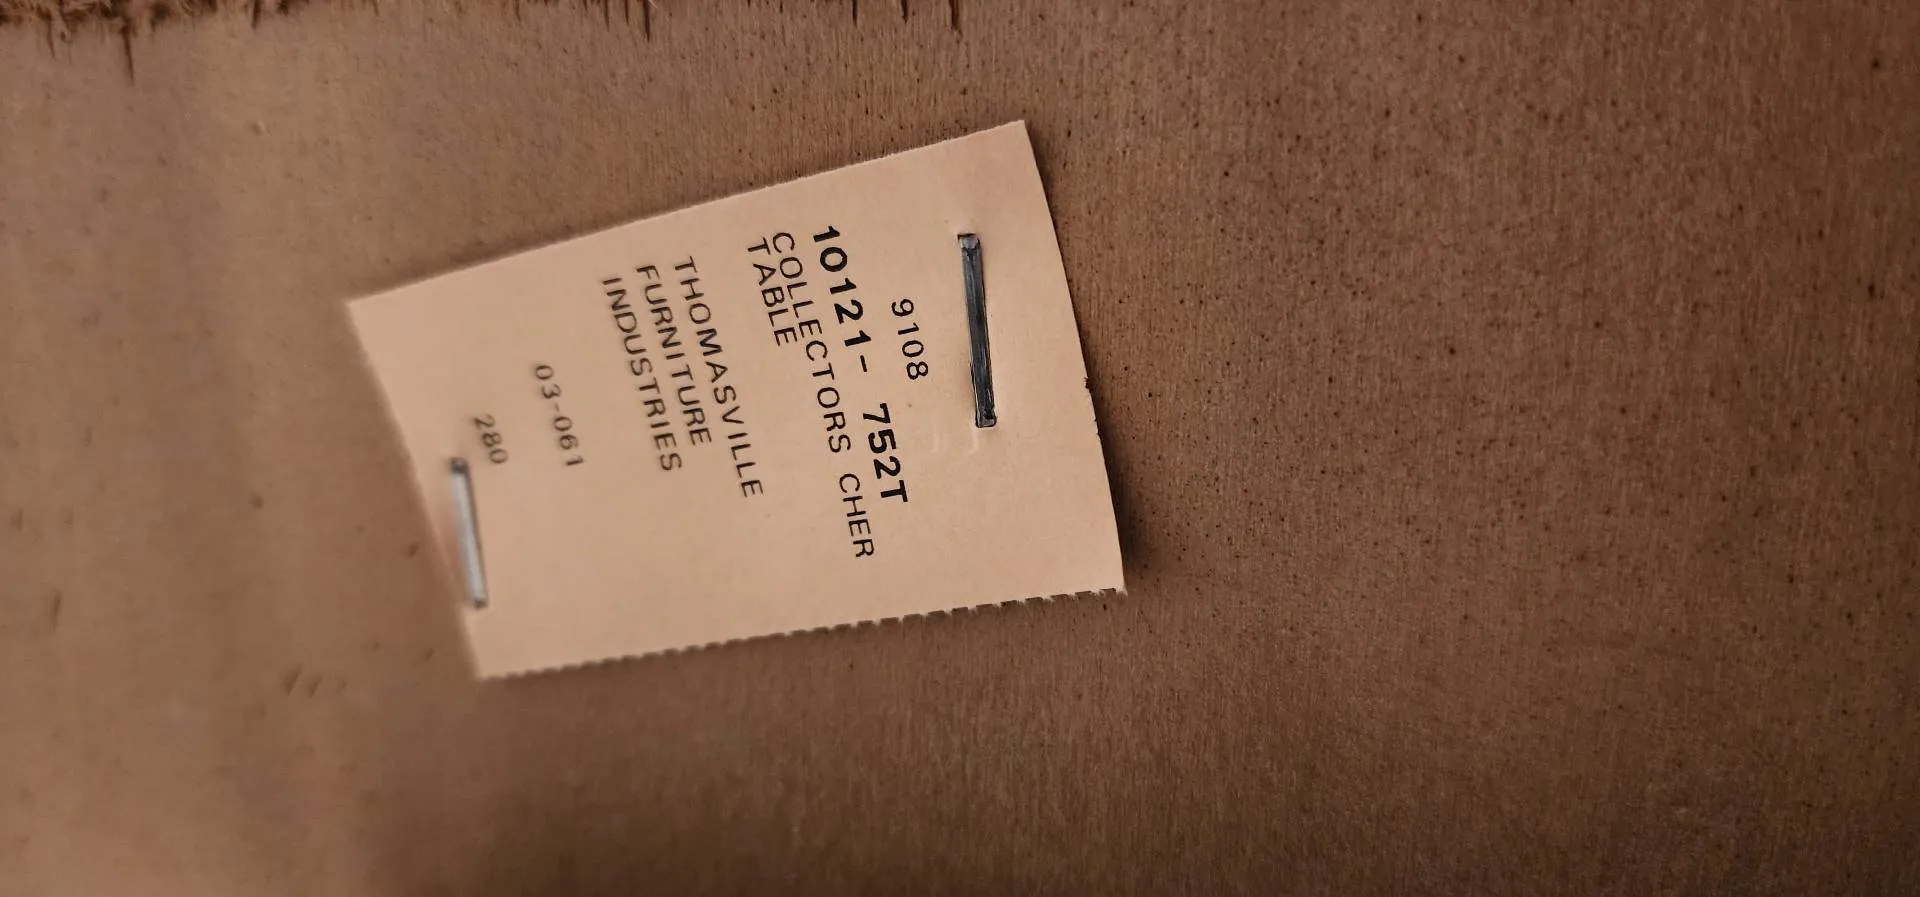 9108
10121- 752T
COLLECTORS CHER
TABLE
THOMASVILLE
FURNITURE
INDUSTRIES
03-061
280